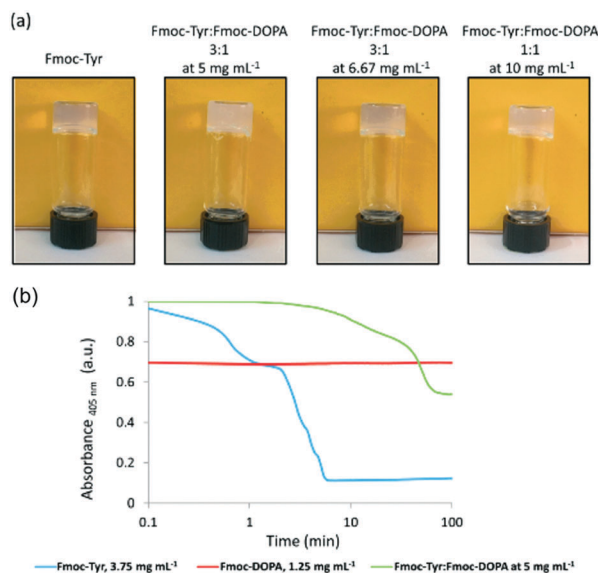 (a)
Fmoc-Tyr
Fmoc-Tyr:Fmoc-DOPA
3:1
at 5 mg mL⁻¹
Fmoc-Tyr:Fmoc-DOPA
3:1
at 6.67 mg mL⁻¹
Fmoc-Tyr:Fmoc-DOPA
1:1
at 10 mg mL⁻¹
(b)
Absorbance 405 nm (a.u.)
1
0.8
0.6
0.4
0.2
0
0.1
1
10
100
Time (min)
Fmoc-Tyr, 3.75 mg mL⁻¹
Fmoc-DOPA, 1.25 mg mL⁻¹
Fmoc-Tyr:Fmoc-DOPA at 5 mg mL⁻¹